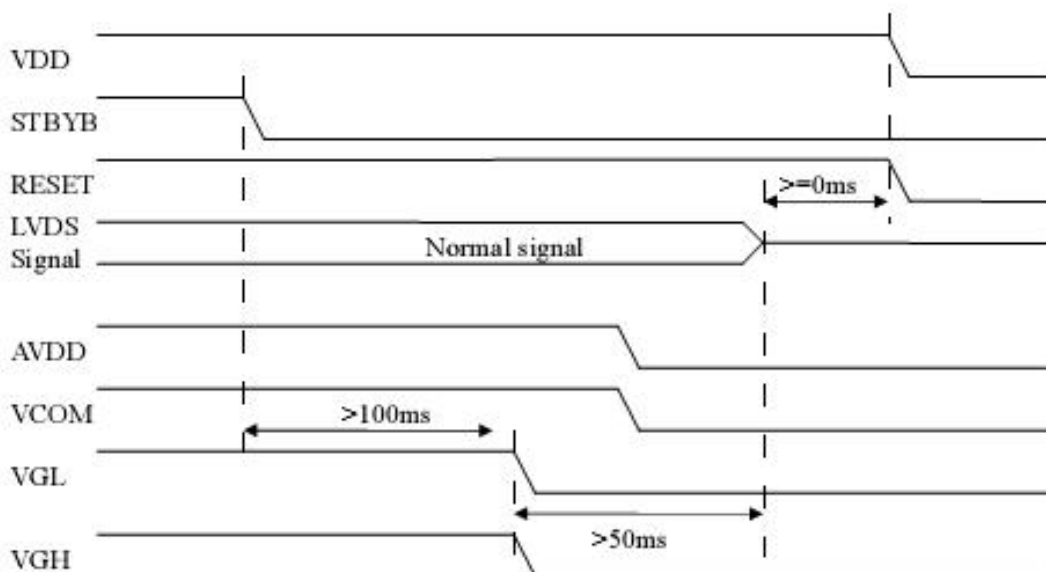 VDD
STBYB
RESET
>=0ms
LVDS
Signal
Normal signal
AVDD
VCOM
>100ms
VGL
>50ms
VGH